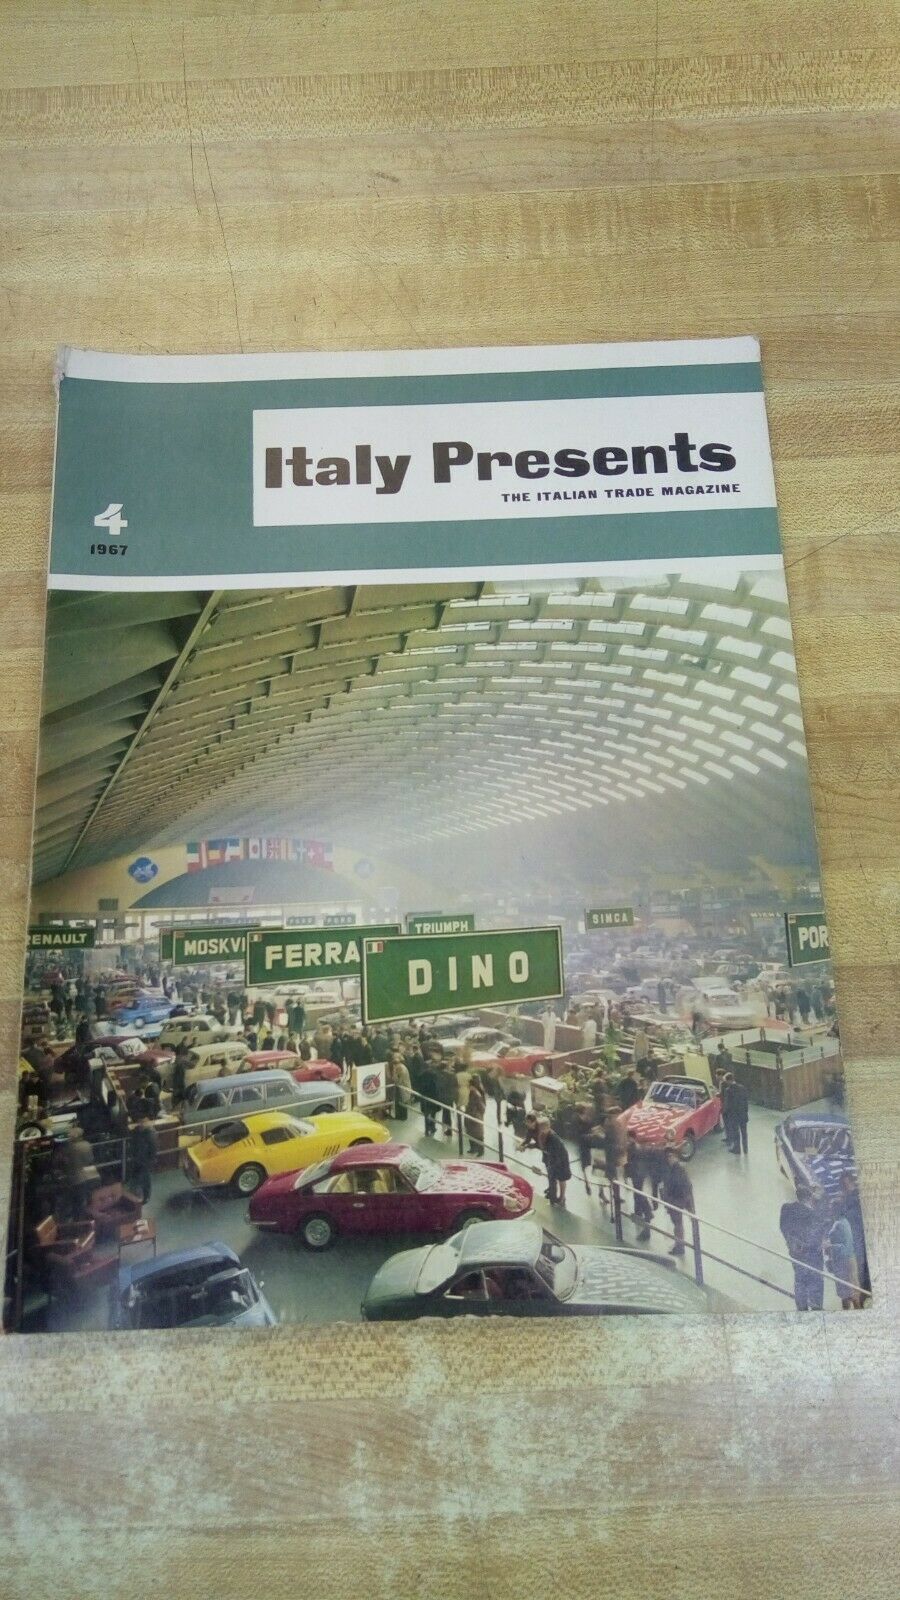 Italy Presents
THE ITALIAN TRADE MAGAZINE
4
1967
RENAULT
MOSKVI
FERRA
TRIUMPH
DINO
SIMCA
POR